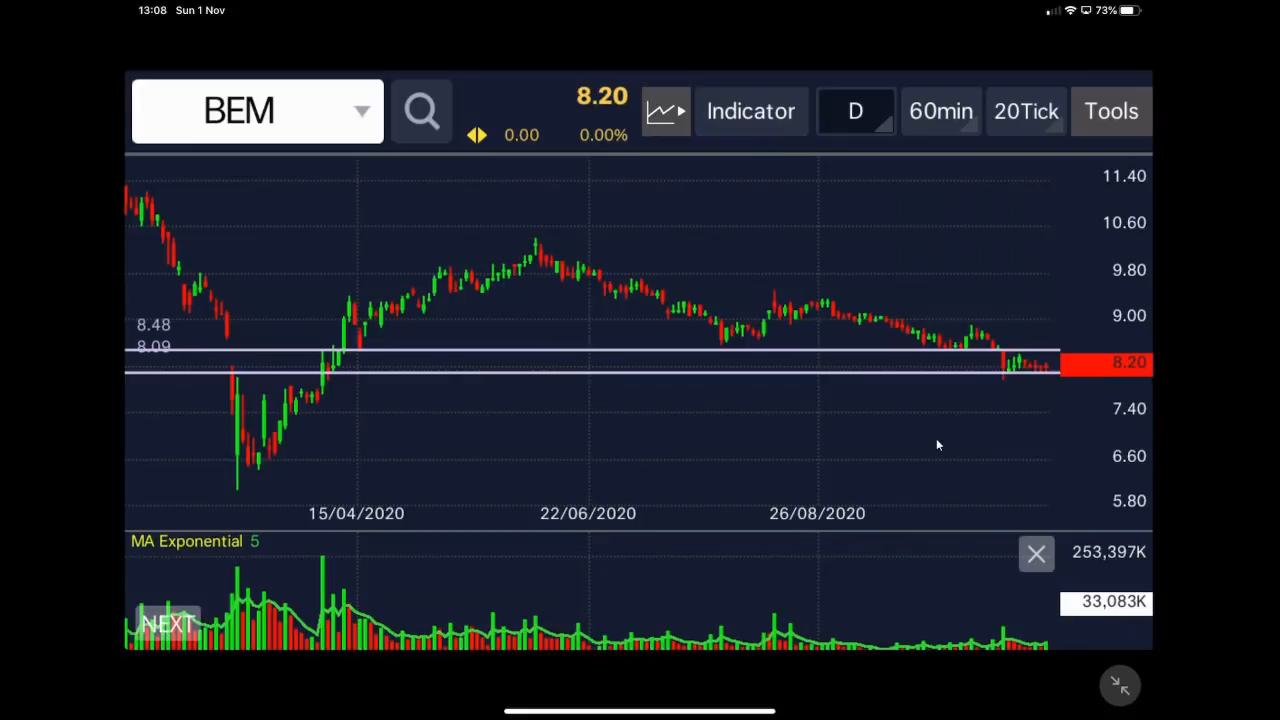 13:08 Sun 1 Nov
73%
BEM
8.20
0.00 0.00%
Indicator
D
60min
20Tick
Tools
11.40
10.60
9.80
9.00
8.20
7.40
6.60
5.80
8.48
8.09
15/04/2020 22/06/2020 26/08/2020
MA Exponential 5
253,397K
33,083K
NEXT